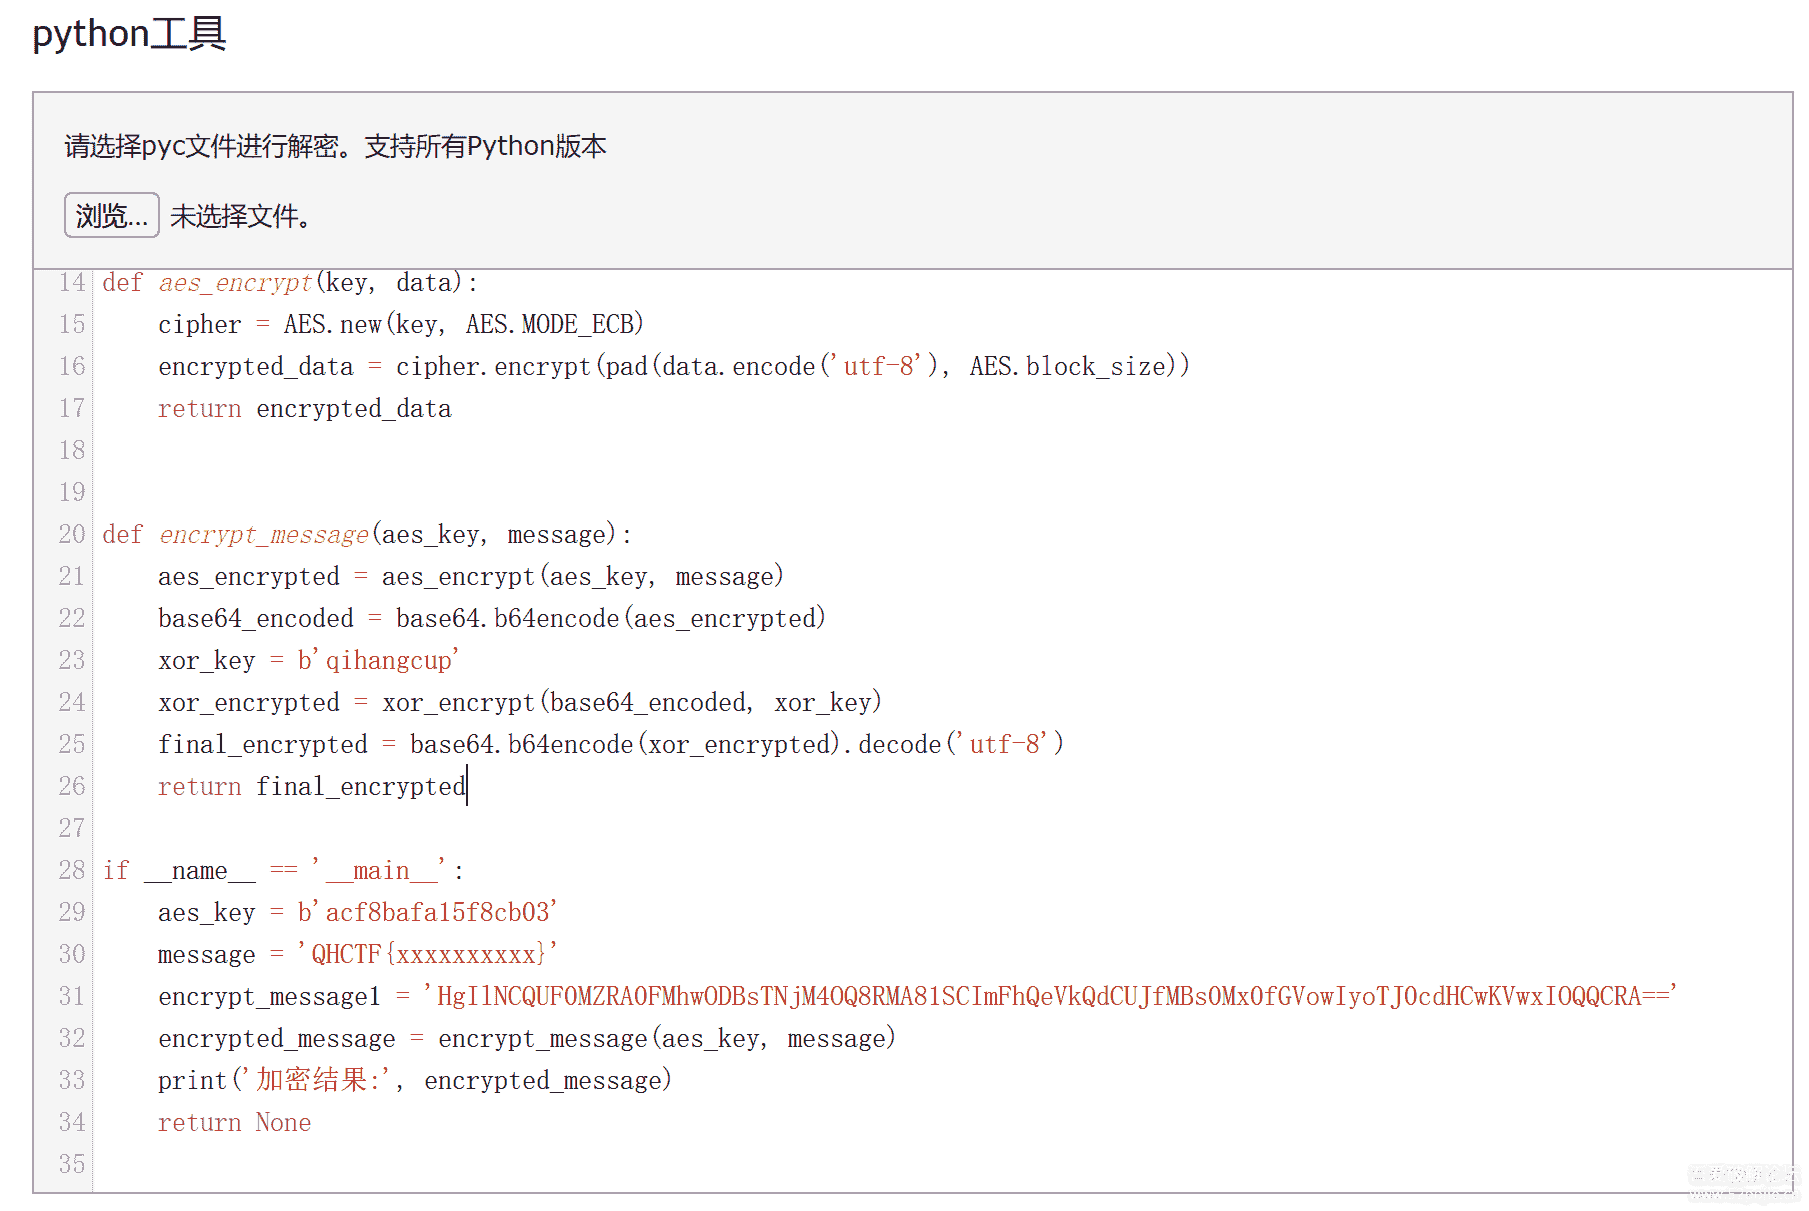 python工具
请选择pyc文件进行解密。支持所有Python版本
浏览... 未选择文件。
14 def aes_encrypt(key, data):
15     cipher = AES.new(key, AES.MODE_ECB)
16     encrypted_data = cipher.encrypt(pad(data.encode('utf-8'), AES.block_size))
17     return encrypted_data
18
19
20 def encrypt_message(aes_key, message):
21     aes_encrypted = aes_encrypt(aes_key, message)
22     base64_encoded = base64.b64encode(aes_encrypted)
23     xor_key = b'qihangcup'
24     xor_encrypted = xor_encrypt(base64_encoded, xor_key)
25     final_encrypted = base64.b64encode(xor_encrypted).decode('utf-8')
26     return final_encrypted
27
28 if __name__ == '__main__':
29     aes_key = b'acf8bafa15f8cb03'
30     message = 'QHCTF{xxxxxxxxxx}'
31     encrypt_message1 = 'HgIlNCQUF0MZRA0FMhwODBsTNjM4OQ8RMA81SCImFhQeVkQdCUJfMBs0Mx0fGVowIyoTJ0cdHCwKVwxIOQQCRA=='
32     encrypted_message = encrypt_message(aes_key, message)
33     print('加密结果:', encrypted_message)
34     return None
35